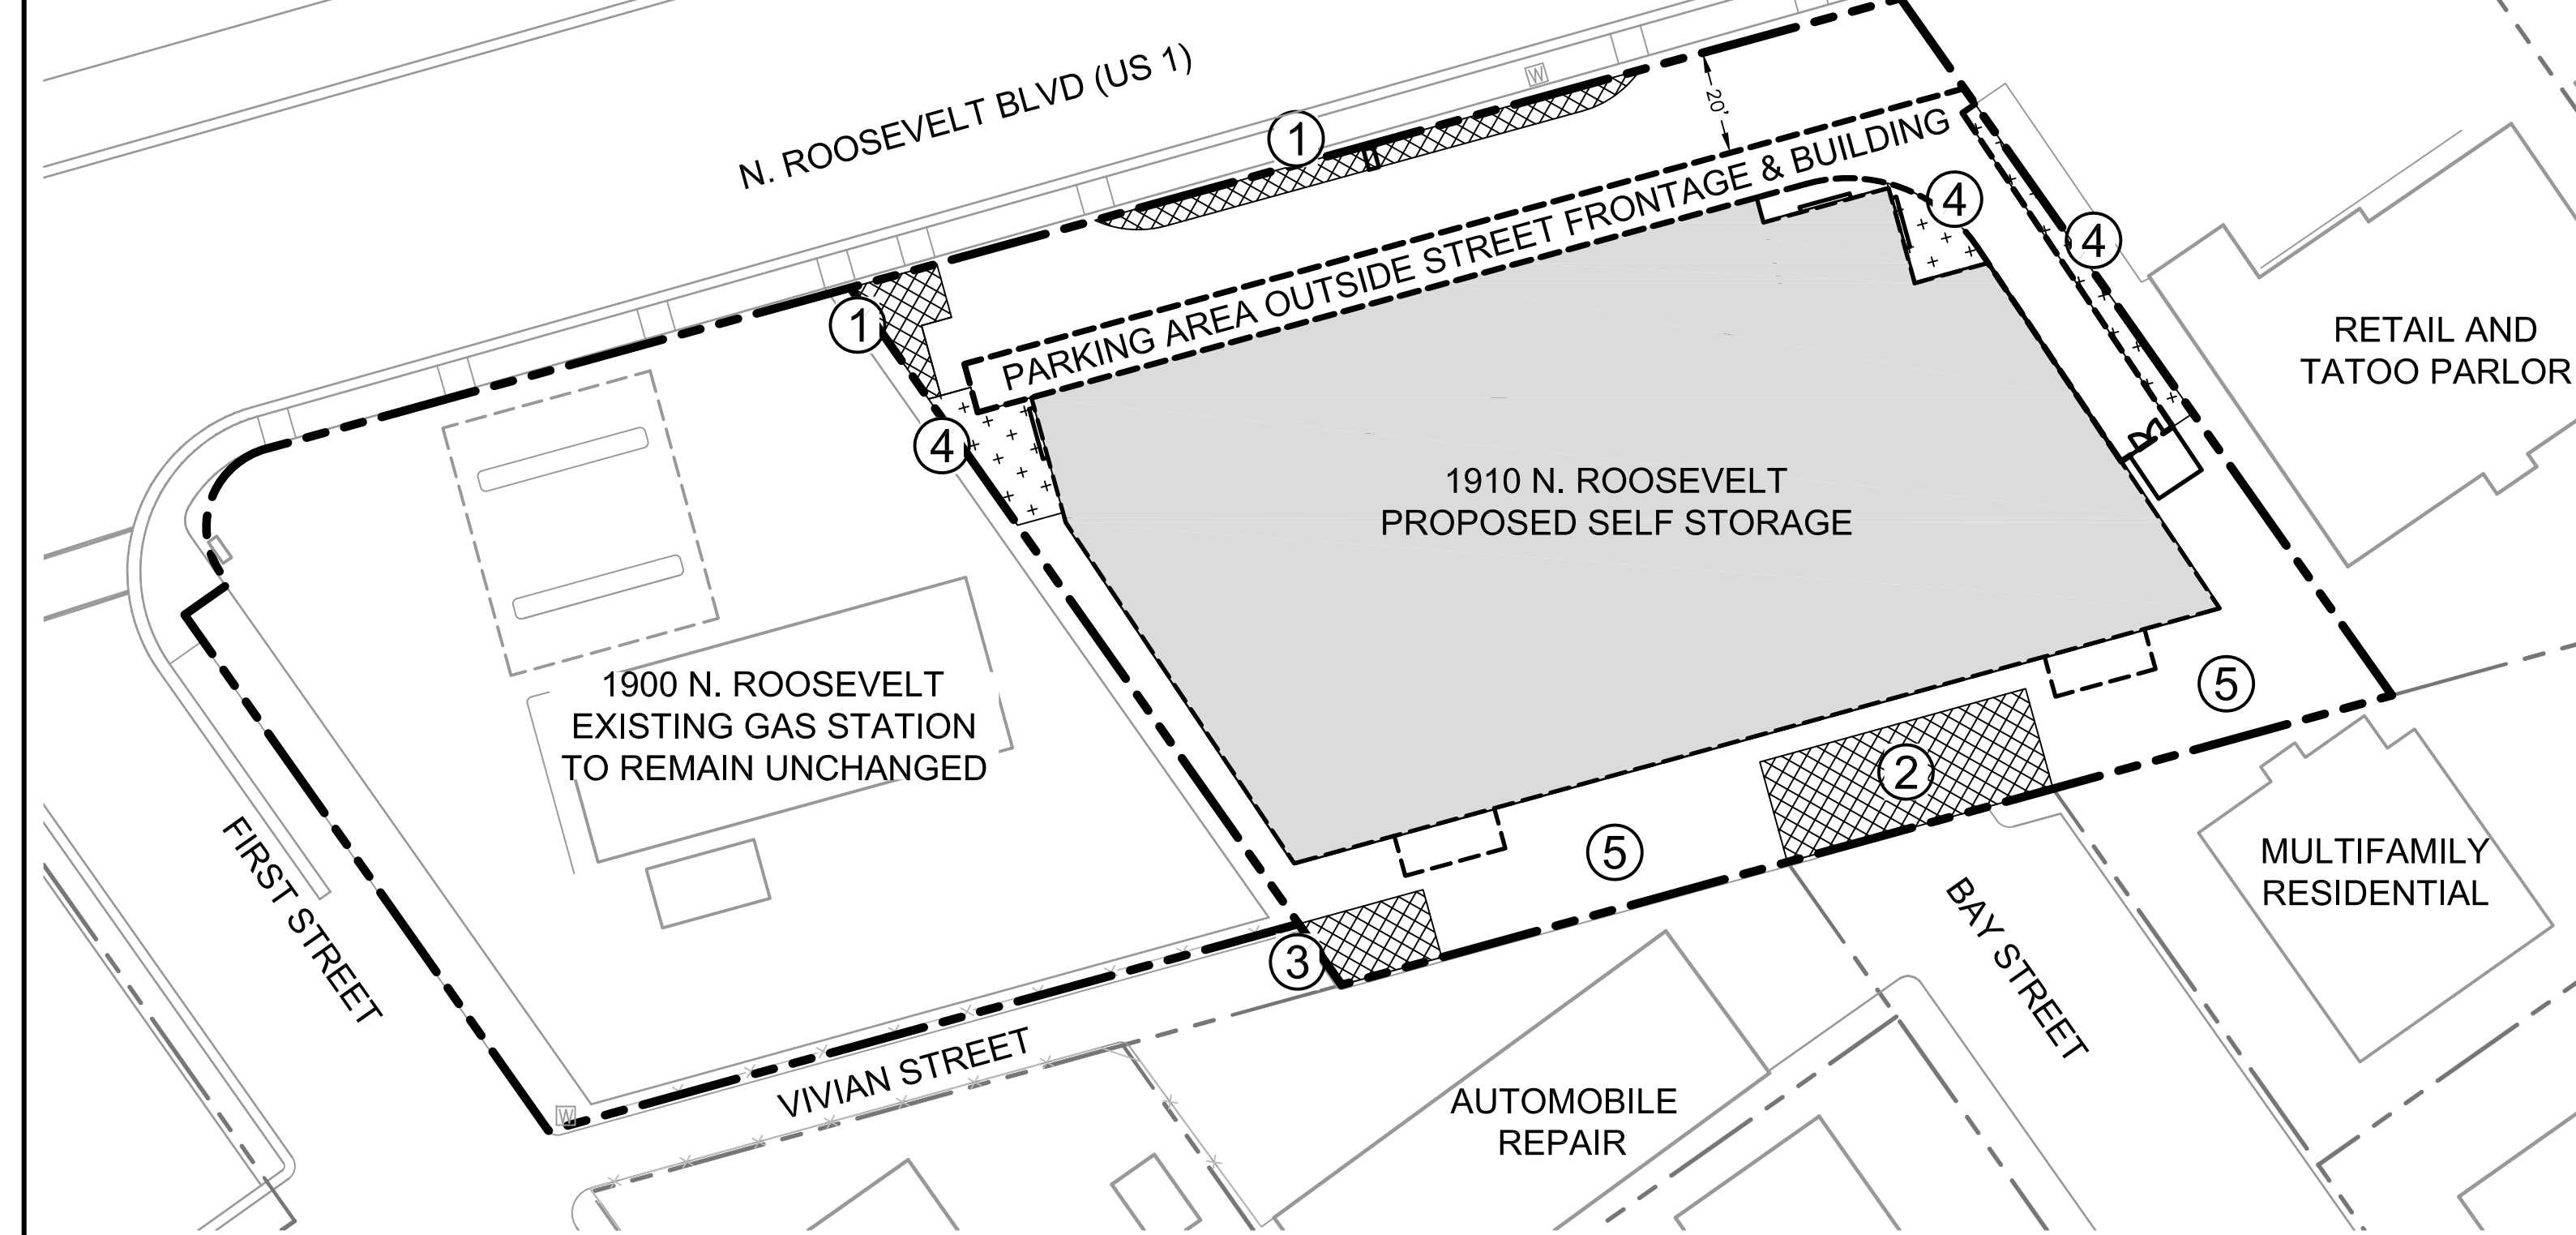 N. ROOSEVELT BLVD (US 1)
W
1
20'
PARKING AREA OUTSIDE STREET FRONTAGE & BUILDING
4
4
1
4
RETAIL AND
TATOO PARLOR
1910 N. ROOSEVELT
PROPOSED SELF STORAGE
1900 N. ROOSEVELT
EXISTING GAS STATION
TO REMAIN UNCHANGED
5
2
5
3
MULTIFAMILY
RESIDENTIAL
FIRST STREET
BAY STREET
VIVIAN STREET
W
AUTOMOBILE
REPAIR